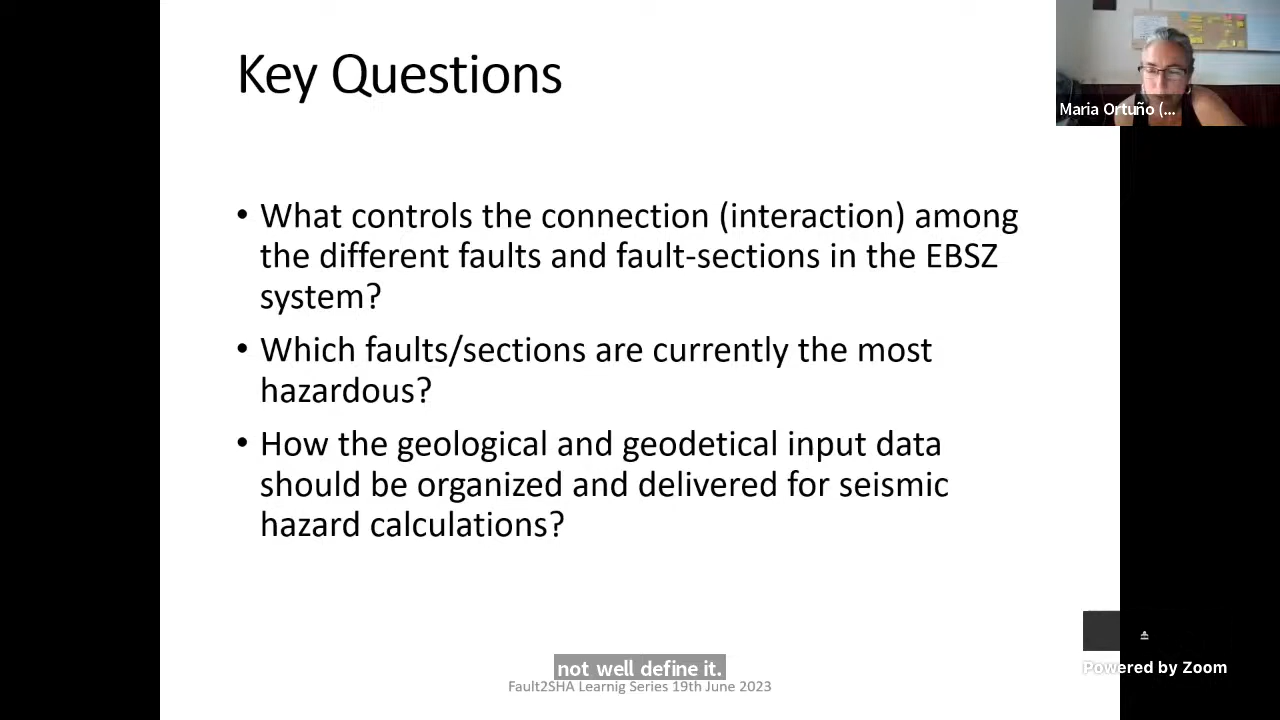 Key Questions
Maria Ortuño (...
• What controls the connection (interaction) among
the different faults and fault-sections in the EBSZ
system?
• Which faults/sections are currently the most
hazardous?
• How the geological and geodetical input data
should be organized and delivered for seismic
hazard calculations?
not well define it.
Fault2SHA Learnig Series 19th June 2023
Powered by Zoom